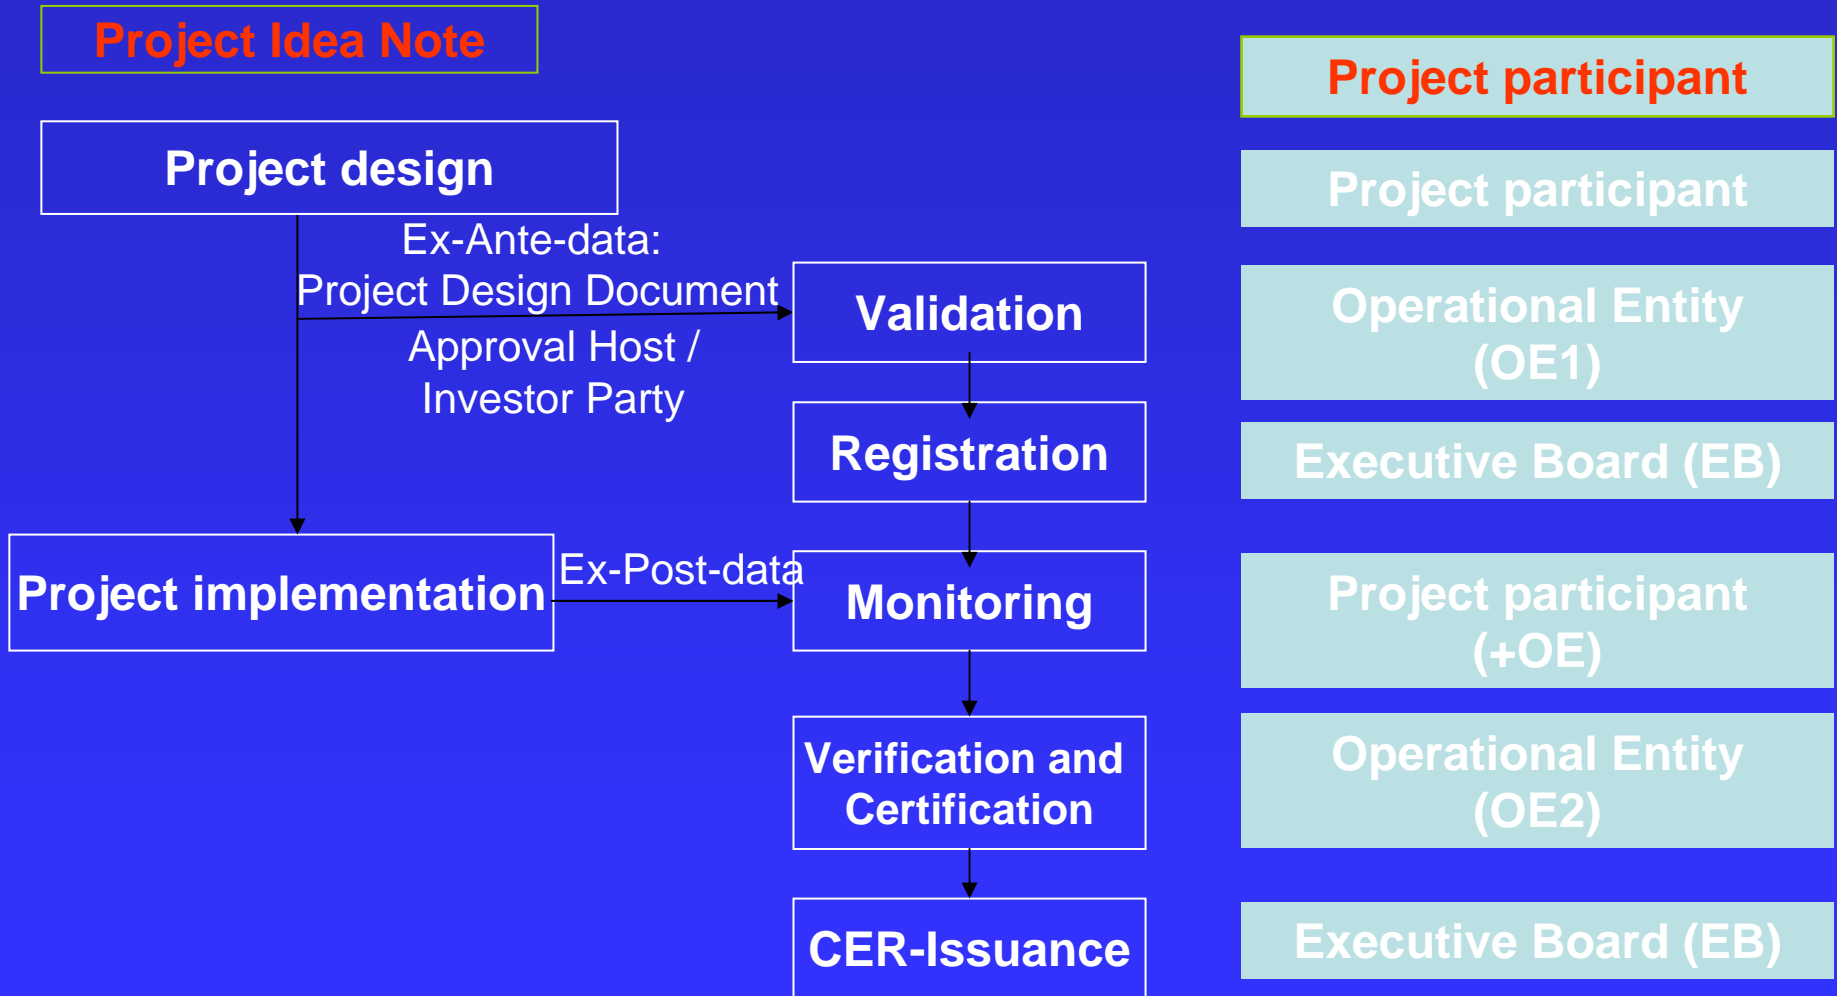 Project Idea Note
Project participant
Project design
Project participant
Ex-Ante-data:
Project Design Document
Approval Host /
Investor Party
Validation
Operational Entity
(OE1)
Registration
Executive Board (EB)
Project implementation
Ex-Post-data
Monitoring
Project participant
(+OE)
Verification and
Certification
Operational Entity
(OE2)
CER-Issuance
Executive Board (EB)